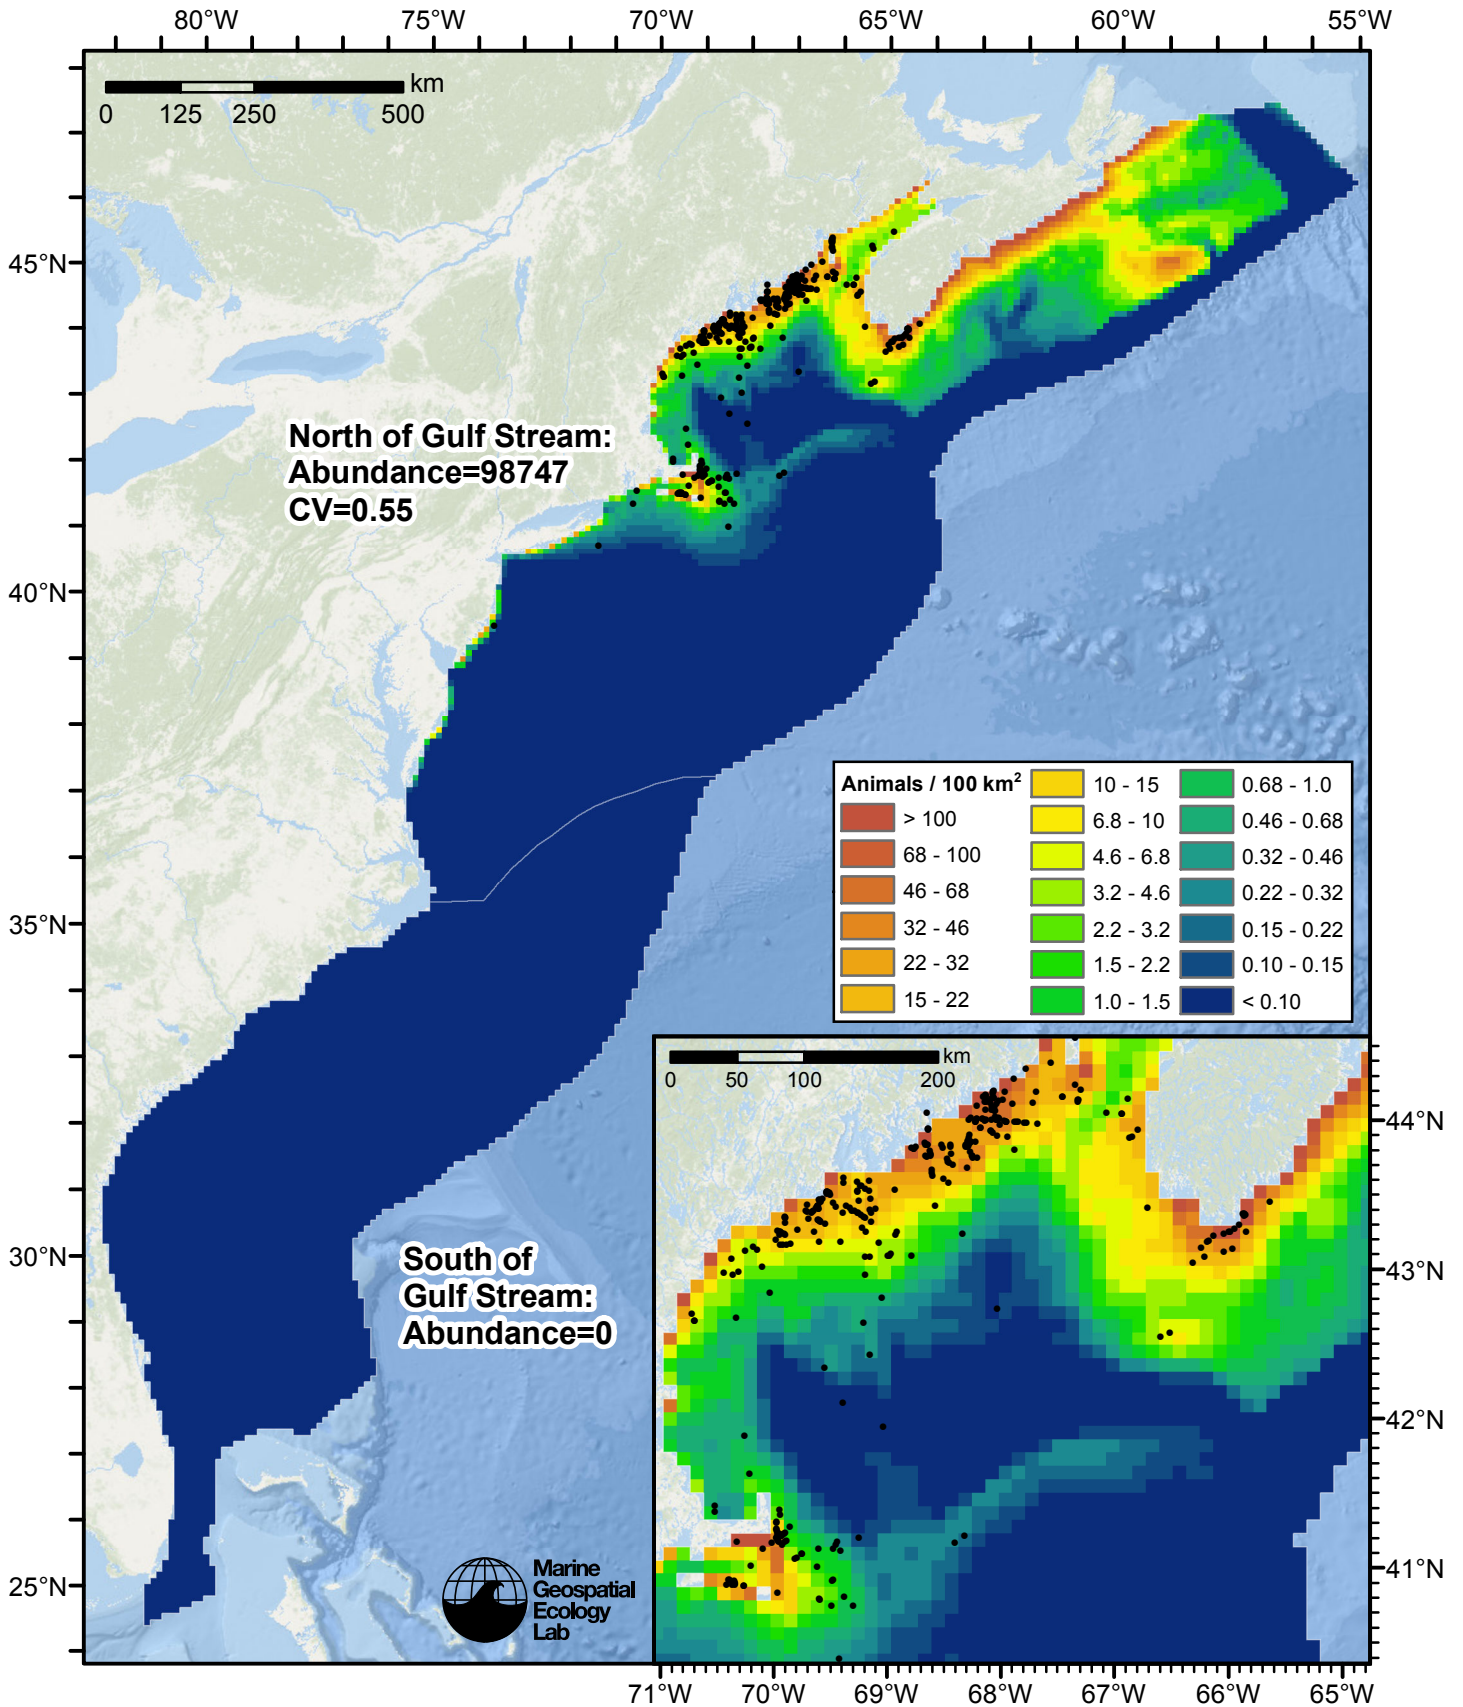 80°W 75°W 70°W 65°W 60°W 55°W
km
0 125 250 500
45°N
40°N
35°N
30°N
25°N
North of Gulf Stream:
Abundance=98747
CV=0.55
Animals / 100 km²
> 100
68 - 100
46 - 68
32 - 46
22 - 32
15 - 22
10 - 15
6.8 - 10
4.6 - 6.8
3.2 - 4.6
2.2 - 3.2
1.5 - 2.2
1.0 - 1.5
0.68 - 1.0
0.46 - 0.68
0.32 - 0.46
0.22 - 0.32
0.15 - 0.22
0.10 - 0.15
< 0.10
South of
Gulf Stream:
Abundance=0
km
0 50 100 200
44°N
43°N
42°N
41°N
Marine
Geospatial
Ecology
Lab
71°W 70°W 69°W 68°W 67°W 66°W 65°W